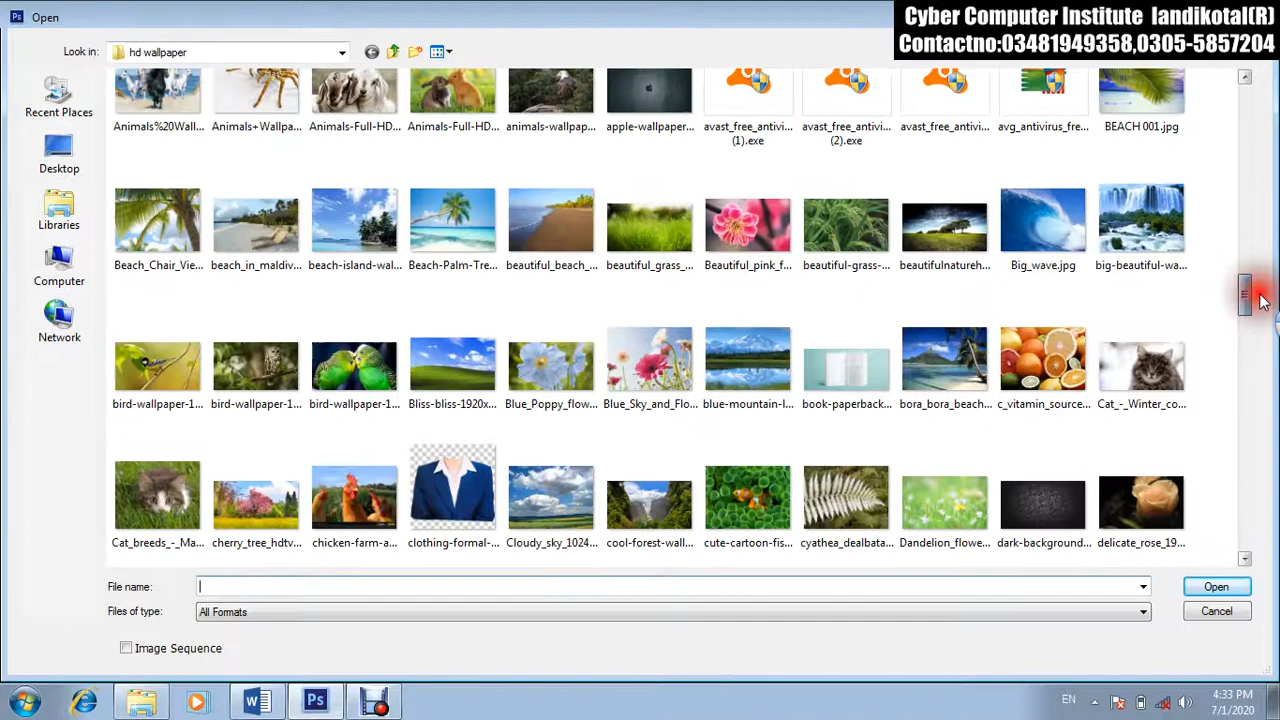 Cyber Computer Institute landikotal(R)
Contactno:03481949358,0305-5857204
Ps Open
Look in: hd wallpaper
Recent Places
Desktop
Libraries
Computer
Network
Animals%20Wall... Animals+Wallpa... Animals-Full-HD... Animals-Full-HD... animals-wallpap... apple-wallpaper... avast_free_antivi... avast_free_antivi... avast_free_antivi... avg_antivirus_fre... BEACH 001.jpg
(1).exe (2).exe
Beach_Chair_Vie... beach_in_maldiv... beach-island-wal... Beach-Palm-Tre... beautiful_beach_... beautiful_grass_... Beautiful_pink_f... beautiful-grass-... beautifulnatureh... Big_wave.jpg big-beautiful-wa...
bird-wallpaper-1... bird-wallpaper-1... bird-wallpaper-1... Bliss-bliss-1920x... Blue_Poppy_flow... Blue_Sky_and_Flo... blue-mountain-l... book-paperback... bora_bora_beach... c_vitamin_source... Cat_-_Winter_co...
Cat_breeds_-_Ma... cherry_tree_hdtv... chicken-farm-a... clothing-formal-... Cloudy_sky_1024... cool-forest-wall... cute-cartoon-fis... cyathea_dealbata... Dandelion_flowe... dark-background... delicate_rose_19...
File name: Open
Files of type: All Formats Cancel
Image Sequence
W Ps EN 4:33 PM
7/1/2020